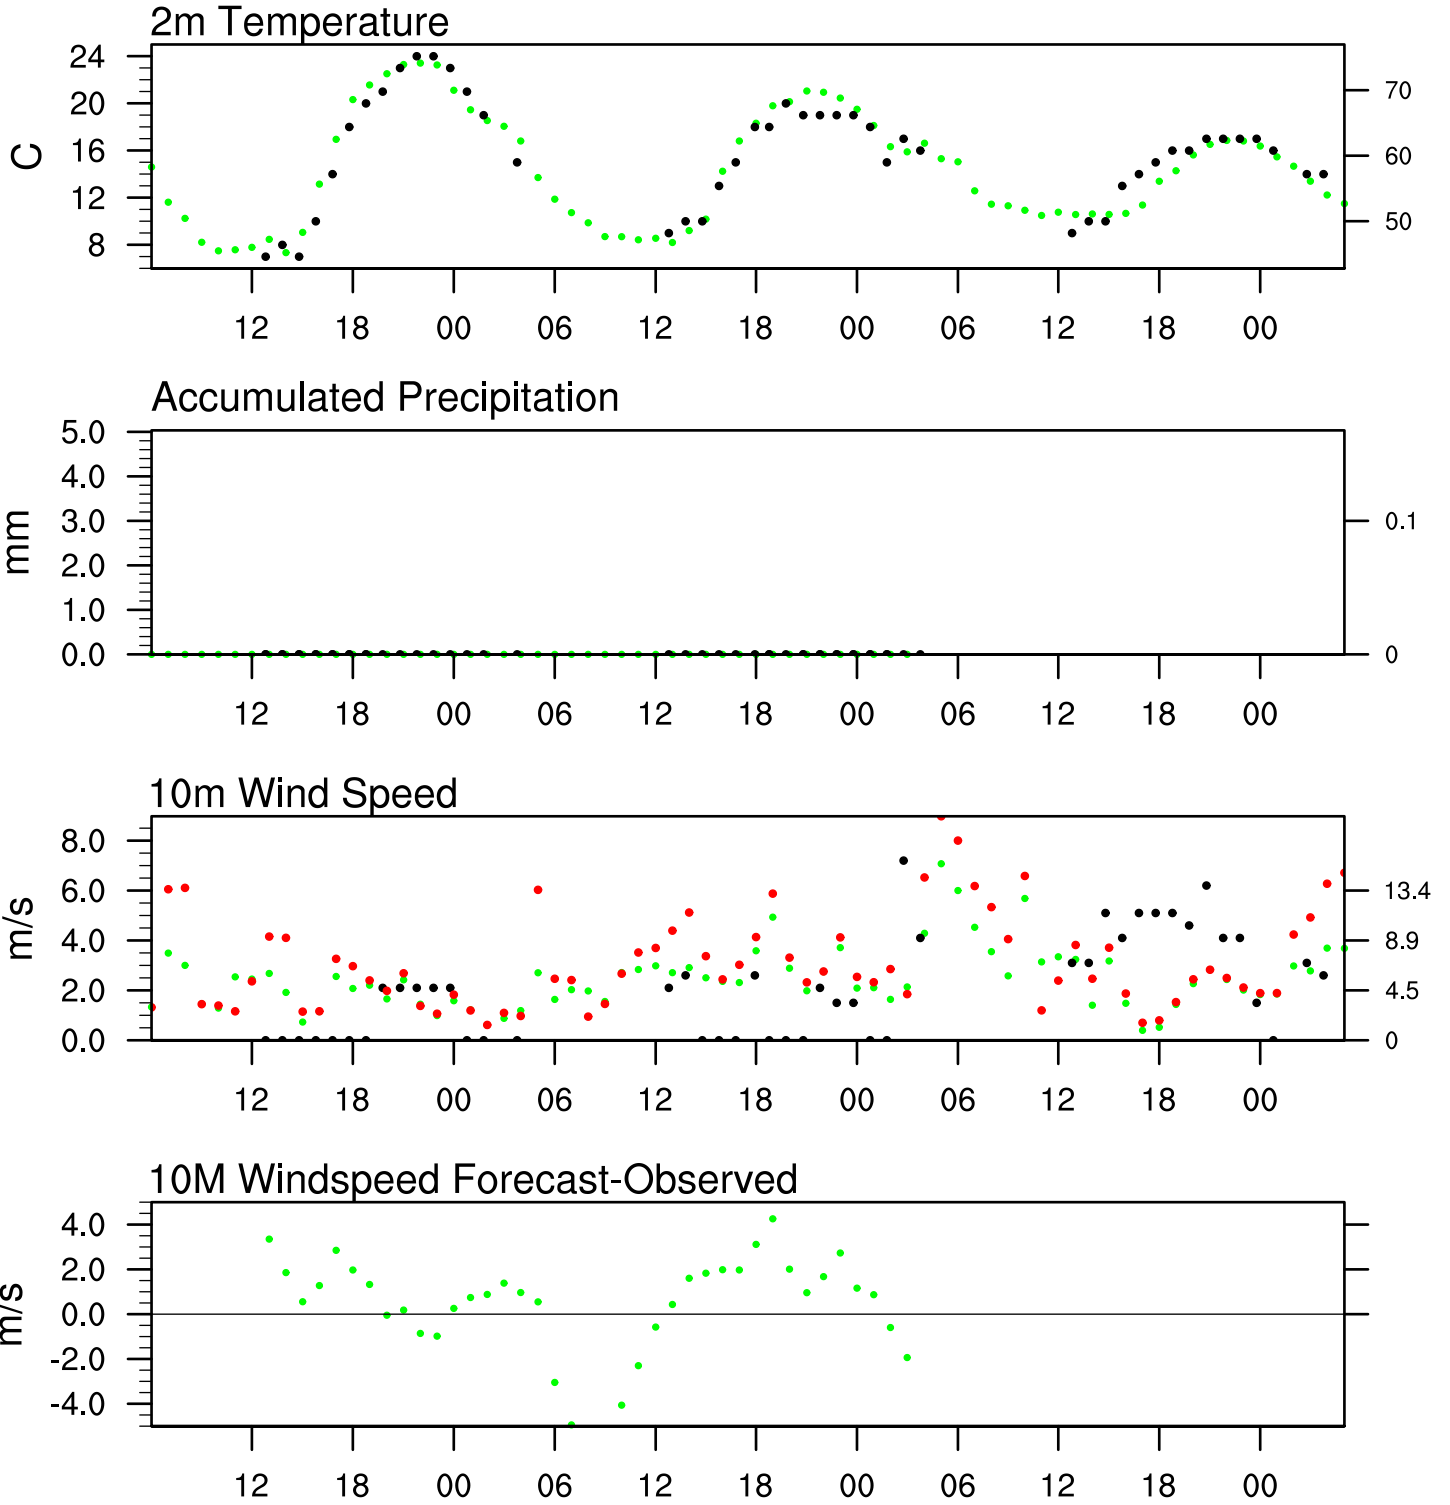 2m Temperature
24
20
16
12
8
C
70
60
50
12 18 00 06 12 18 00 06 12 18 00
Accumulated Precipitation
5.0
4.0
3.0
2.0
1.0
0.0
mm
0.1
0
12 18 00 06 12 18 00 06 12 18 00
10m Wind Speed
8.0
6.0
4.0
2.0
0.0
m/s
13.4
8.9
4.5
0
12 18 00 06 12 18 00 06 12 18 00
10M Windspeed Forecast-Observed
4.0
2.0
0.0
-2.0
-4.0
m/s
12 18 00 06 12 18 00 06 12 18 00